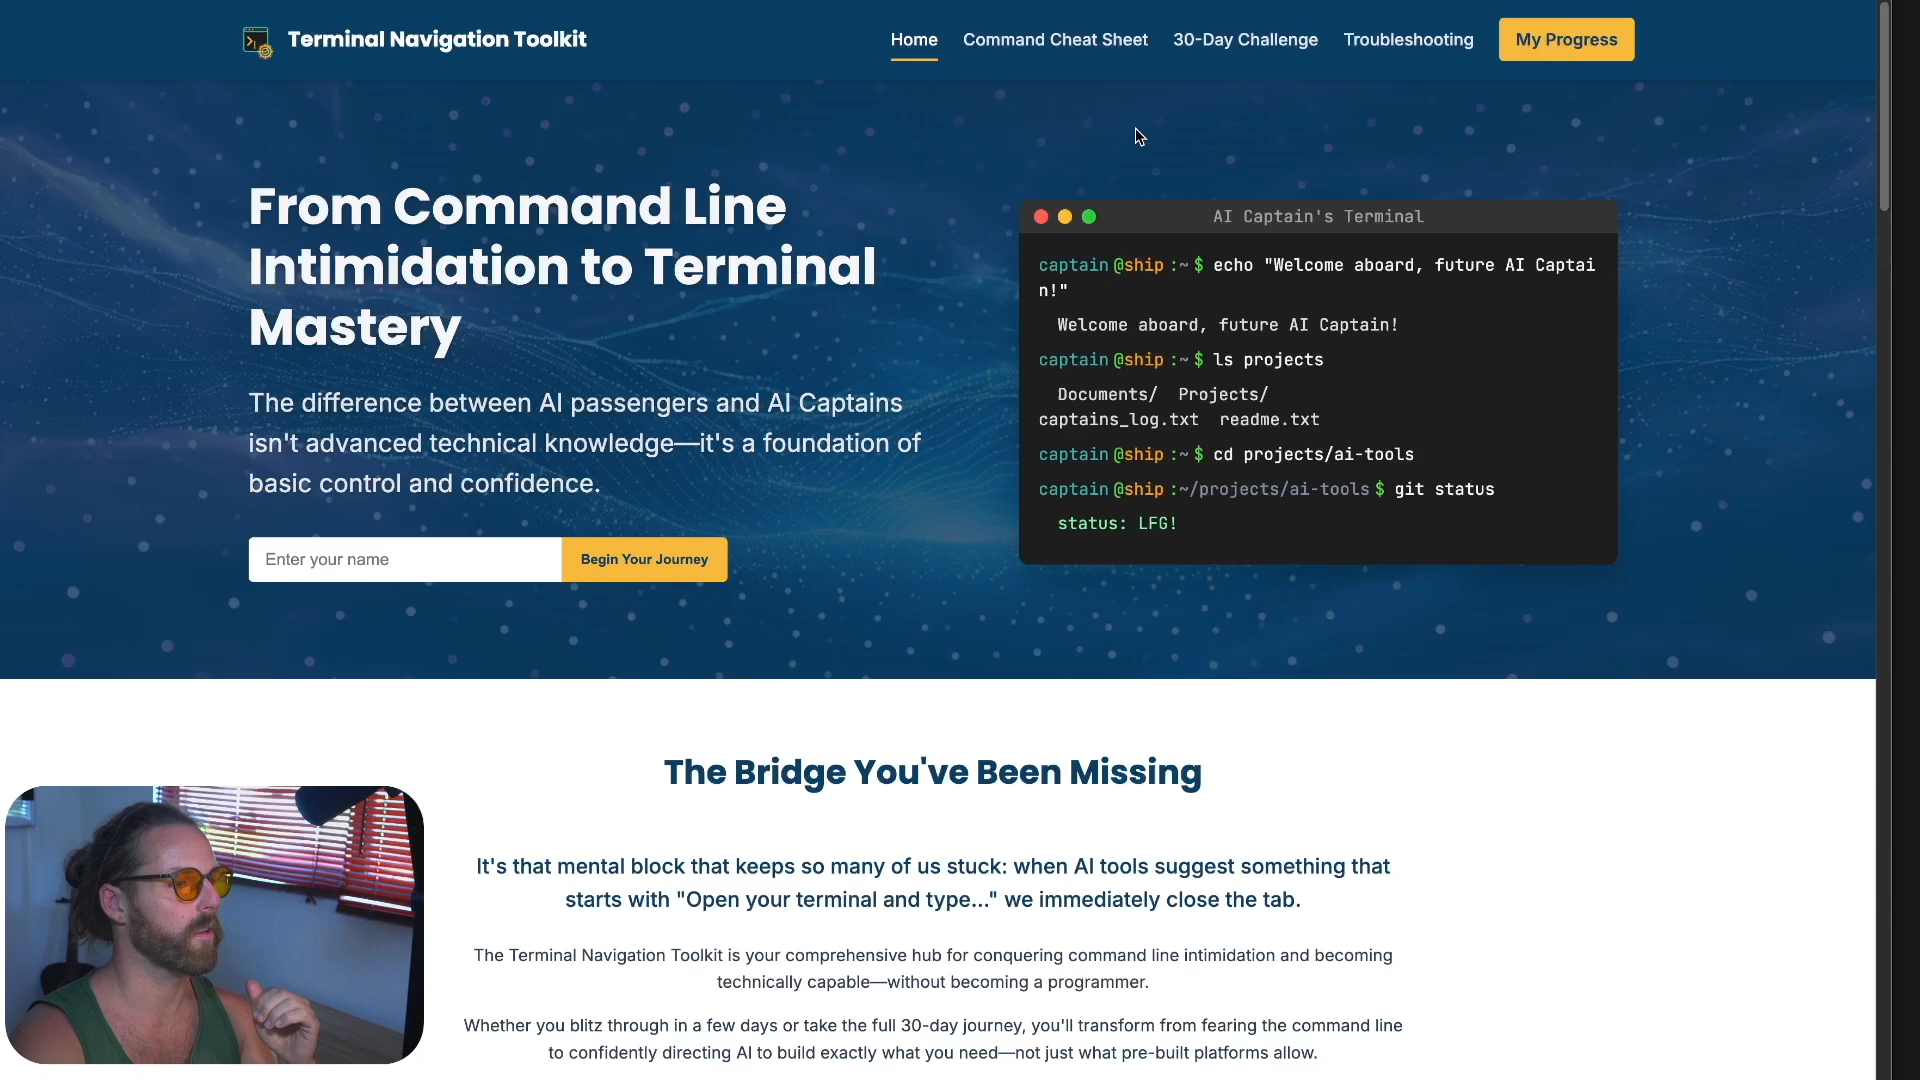 Terminal Navigation Toolkit
Home
Command Cheat Sheet
30-Day Challenge
Troubleshooting
My Progress
From Command Line
Intimidation to Terminal
Mastery
The difference between AI passengers and AI Captains
isn't advanced technical knowledge—it's a foundation of
basic control and confidence.
Enter your name
Begin Your Journey
AI Captain's Terminal
captain@ship:~$ echo "Welcome aboard, future AI Captai
n!"
Welcome aboard, future AI Captain!
captain@ship:~$ ls projects
Documents/  Projects/
captains_log.txt  readme.txt
captain@ship:~$ cd projects/ai-tools
captain@ship:~/projects/ai-tools$ git status
status: LFG!
The Bridge You've Been Missing
It's that mental block that keeps so many of us stuck: when AI tools suggest something that
starts with "Open your terminal and type..." we immediately close the tab.
The Terminal Navigation Toolkit is your comprehensive hub for conquering command line intimidation and becoming
technically capable—without becoming a programmer.
Whether you blitz through in a few days or take the full 30-day journey, you'll transform from fearing the command line
to confidently directing AI to build exactly what you need—not just what pre-built platforms allow.